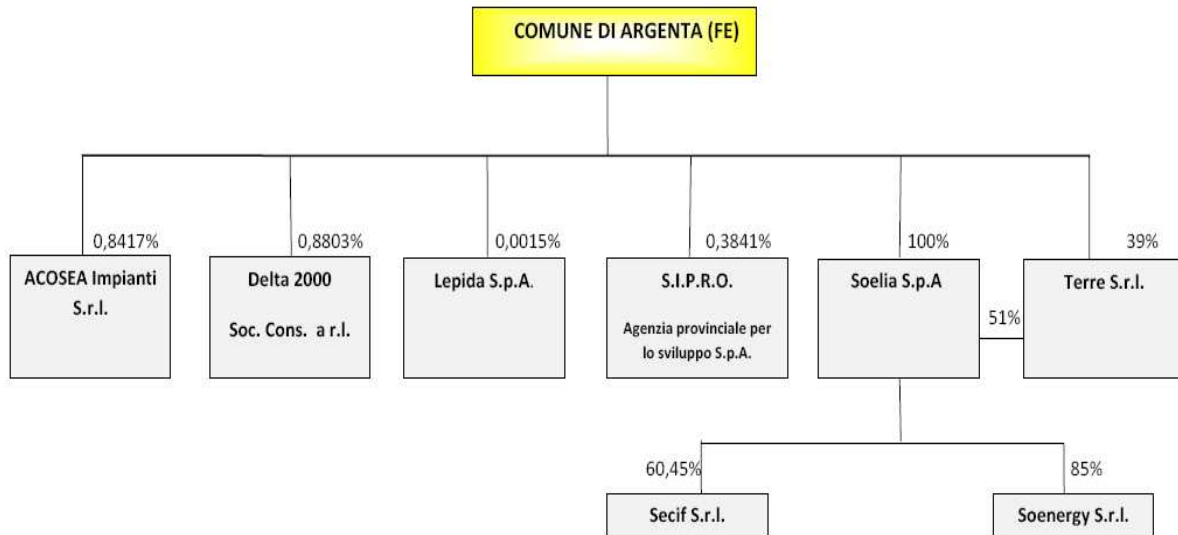 COMUNE DI ARGENTA (FE)
0,8417%
0,8803%
0,0015%
0,3841%
100%
39%
ACOSEA Impianti
S.r.l.
Delta 2000
Soc. Cons. a r.l.
Lepida S.p.A.
S.I.P.R.O.
Agenzia provinciale per
lo sviluppo S.p.A.
Soelia S.p.A
51%
Terre S.r.l.
60,45%
85%
Secif S.r.l.
Soenergy S.r.l.